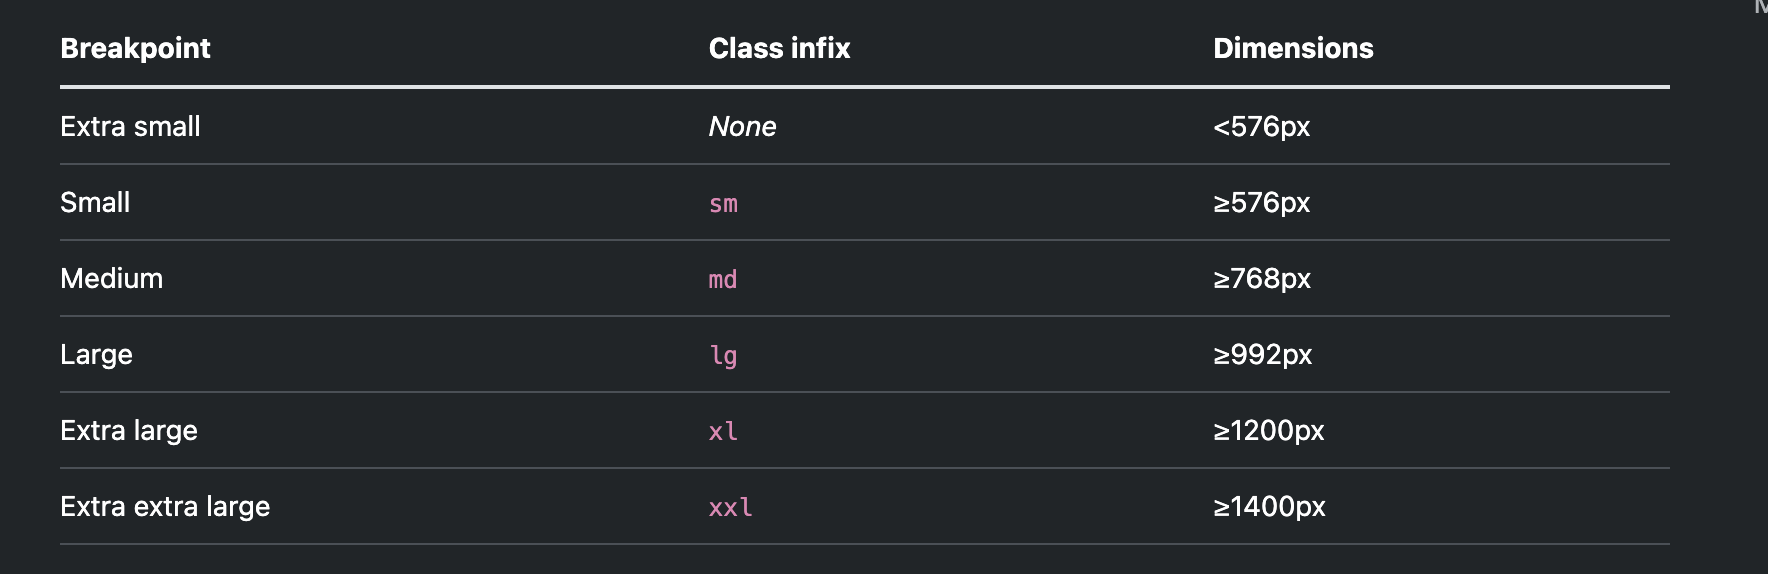 Breakpoint Class infix Dimensions
Extra small None <576px
Small sm ≥576px
Medium md ≥768px
Large lg ≥992px
Extra large xl ≥1200px
Extra extra large xxl ≥1400px